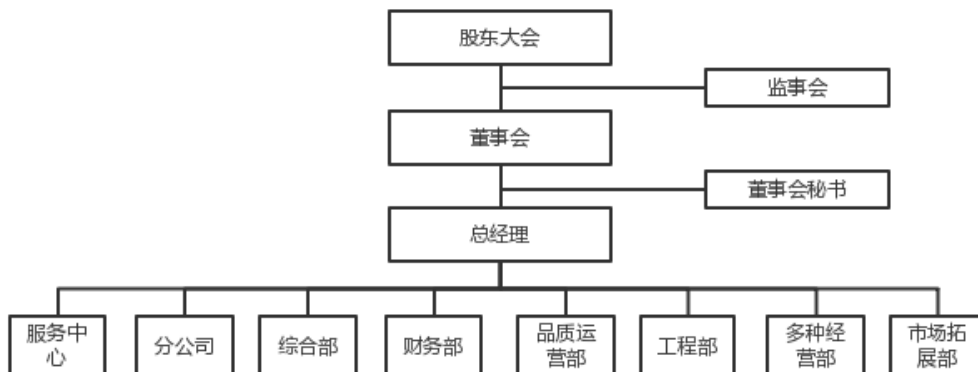 股东大会
监事会
董事会
董事会秘书
总经理
服务中
心
分公司
综合部
财务部
品质运
营部
工程部
多种经
营部
市场拓
展部